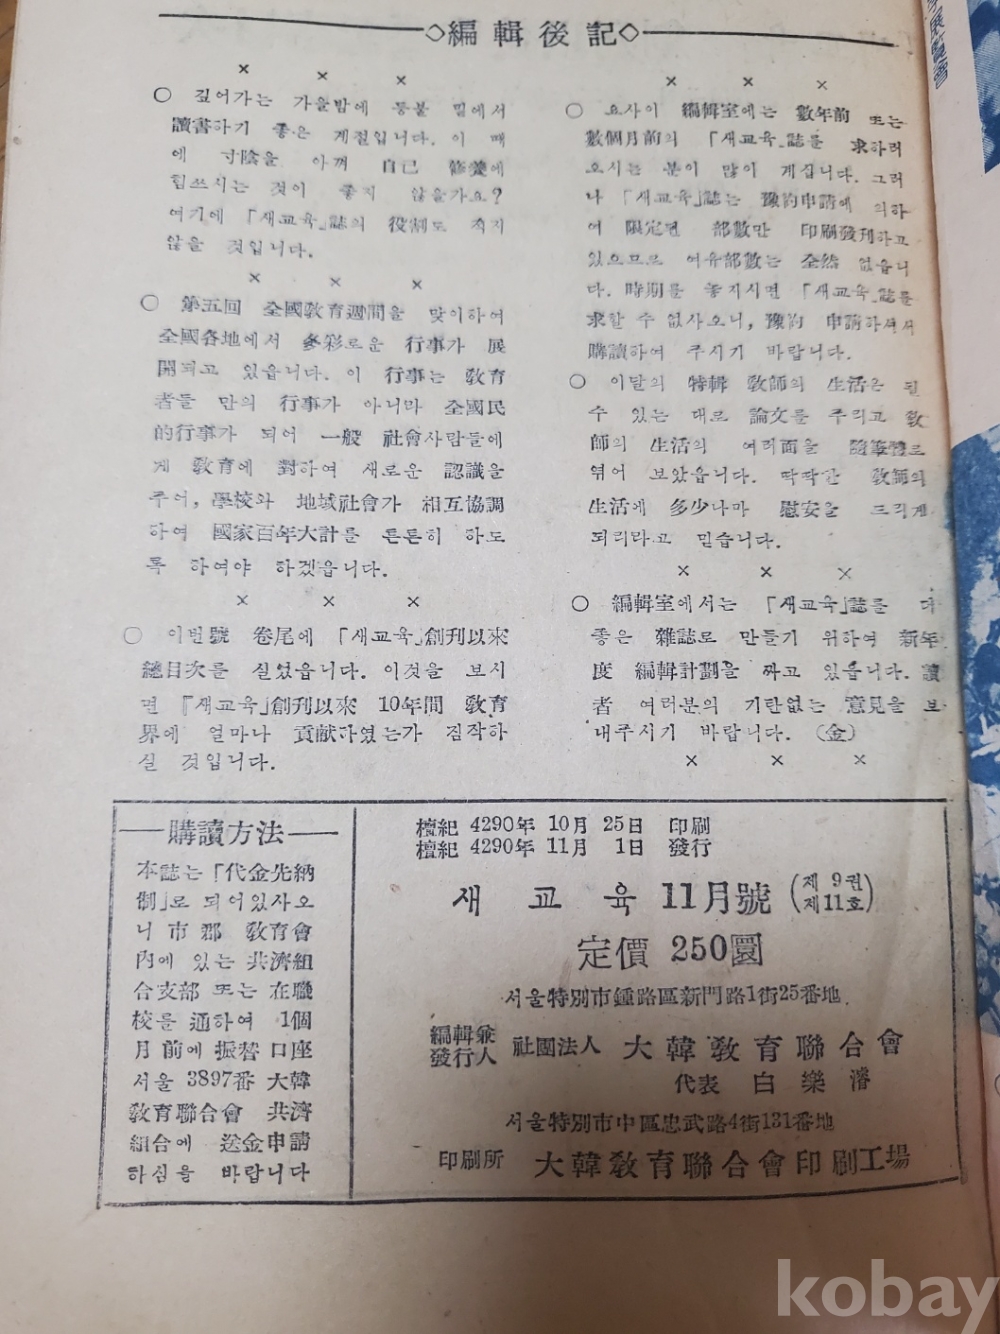 ◇編輯後記◇
× × ×
○ 깊어가는 가을밤에 등불 밑에서
讀書하기 좋은 계절입니다. 이 때
에 寸陰을 아껴 自己 修養에
힘쓰시는 것이 좋지 않을가요?
여기에 「새교육」誌의 役割도 적지
않을 것입니다.
× × ×
○ 第五回 全國敎育週間을 맞이하여
全國各地에서 多彩로운 行事가 展
開되고 있읍니다. 이 行事는 敎育
者들 만의 行事가 아니라 全國民
的行事가 되어 一般 社會사람들에
게 敎育에 對하여 새로운 認識을
주어, 學校와 地域社會가 相互協調
하여 國家百年大計를 튼튼히 하도
록 하여야 하겠읍니다.
× × ×
○ 이번號 卷尾에 「새교육」創刊以來
總目次를 실었읍니다. 이것을 보시
면 「새교육」創刊以來 10年間 敎育
界에 얼마나 貢献하였는가 짐작하
실 것입니다.
× × ×
○ 요사이 編輯室에는 數年前 또는
數個月前의 「새교육」誌를 求하러
오시는 분이 많이 게십니다. 그러
나 「새교육」誌는 豫約申請에 의하
여 限定된 部數만 印刷發刊하고
있으므로 여유部數는 全然 없읍니
다. 時期를 놓지시면 「새교육」誌를
求할 수 없사오니, 豫約 申請하셔서
購讀하여 주시기 바랍니다.
○ 이달의 特輯 敎師의 生活은 될
수 있는 대로 論文를 추리고 敎
師의 生活의 여러面을 隨筆體로
엮어 보았읍니다. 딱딱한 敎師의
生活에 多少나마 慰安을 드리게
되리라고 믿습니다.
× × ×
○ 編輯室에서는 「새교육」誌를 더
좋은 雜誌로 만들기 위하여 新年
度 編輯計劃을 짜고 있읍니다. 讀
者 여러분의 기탄없는 意見을 보
내주시기 바랍니다. (金)
× × ×
購讀方法
本誌는 「代金先納
制」로 되어있사오
니 市郡 敎育會
內에 있는 共濟組
合支部 또는 在職
校를 通하여 1個
月前에 振替口座
서울 3897番 大韓
敎育聯合會 共濟
組合에 送金申請
하심을 바랍니다
檀紀 4290年 10月 25日 印刷
檀紀 4290年 11月 1日 發行
새교육 11月號 (제9권 제11호)
定價 250圜
서울特別市鍾路區新門路1街25番地
編輯兼
發行人 社團法人 大韓敎育聯合會
代表 白樂濬
서울特別市中區忠武路4街131番地
印刷所 大韓敎育聯合會印刷工場
kobay